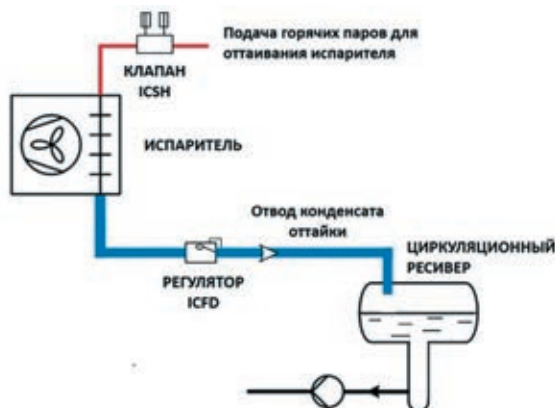 Подача горячих паров для
оттаивания испарителя
КЛАПАН
ICSH
ИСПАРИТЕЛЬ
Отвод конденсата
оттайки
ЦИРКУЛЯЦИОННЫЙ
РЕСИВЕР
РЕГУЛЯТОР
ICFD